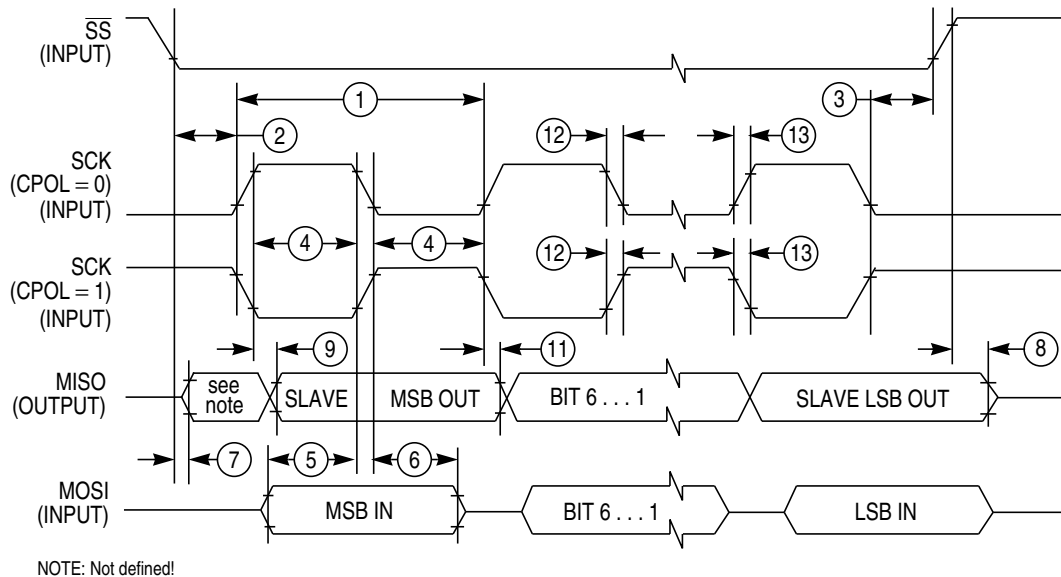 SS
(INPUT)
1
3
2
12
13
SCK
(CPOL = 0)
(INPUT)
4
4
12
13
SCK
(CPOL = 1)
(INPUT)
9
11
8
MISO
(OUTPUT)
see
note
SLAVE
MSB OUT
BIT 6 . . . 1
SLAVE LSB OUT
7
5
6
MOSI
(INPUT)
MSB IN
BIT 6 . . . 1
LSB IN
NOTE: Not defined!